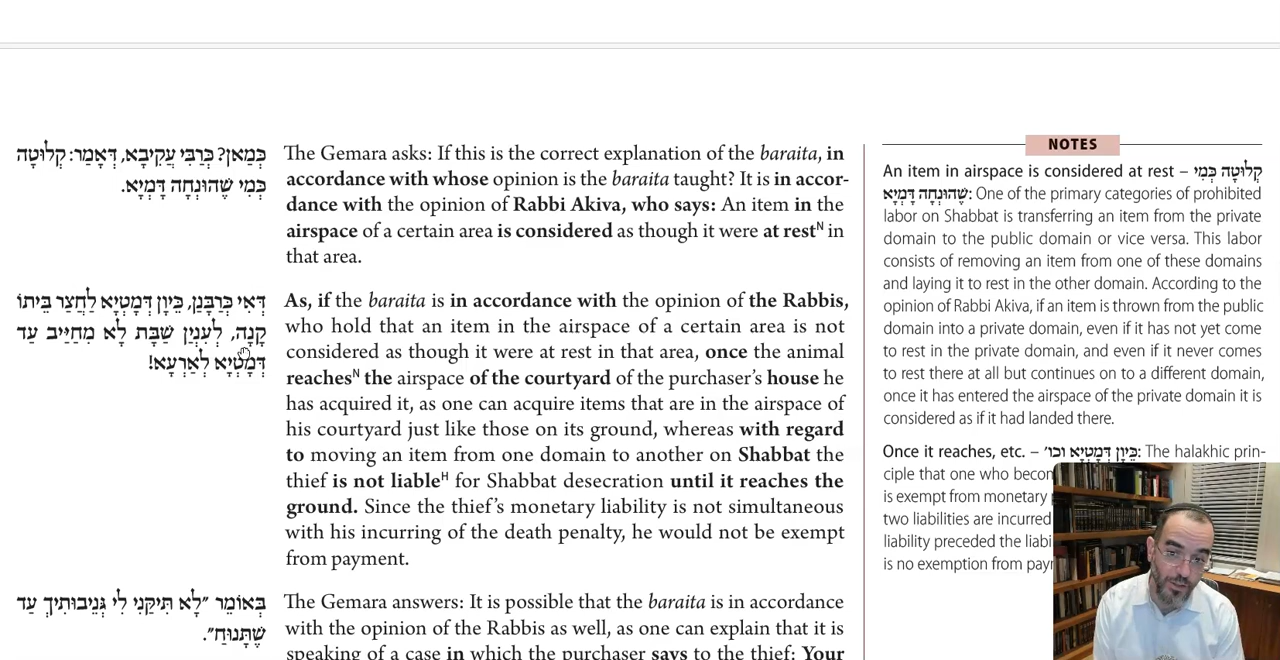 כְּמַאן? כְּרַבִּי עֲקִיבָא, דְּאָמַר: קְלוּטָה
כְּמִי שֶׁהוּנְּחָה דָּמְיָא.
The Gemara asks: If this is the correct explanation of the baraita, in
accordance with whose opinion is the baraita taught? It is in accor-
dance with the opinion of Rabbi Akiva, who says: An item in the
airspace of a certain area is considered as though it were at restN in
that area.
דְּאִי כְּרַבָּנַן, כֵּיוָן דִּמְטָיָא לַחֲצַר בֵּיתוֹ
קָנָה, לְעִנְיַן שַׁבָּת לָא מִחַיַּיב עַד
דְּמָטְיָא לְאַרְעָא!
As, if the baraita is in accordance with the opinion of the Rabbis,
who hold that an item in the airspace of a certain area is not
considered as though it were at rest in that area, once the animal
reachesN the airspace of the courtyard of the purchaser's house he
has acquired it, as one can acquire items that are in the airspace of
his courtyard just like those on its ground, whereas with regard
to moving an item from one domain to another on Shabbat the
thief is not liableH for Shabbat desecration until it reaches the
ground. Since the thief's monetary liability is not simultaneous
with his incurring of the death penalty, he would not be exempt
from payment.
בְּאוֹמֵר "לָא תִּיקְּנֵי לִי גְּנֵיבוּתֵיךְ עַד
שֶׁתָּנוּחַ".
The Gemara answers: It is possible that the baraita is in accordance
with the opinion of the Rabbis as well, as one can explain that it is
speaking of a case in which the purchaser says to the thief: Your
NOTES
An item in airspace is considered at rest – קְלוּטָה כְּמִי
שֶׁהוּנְּחָה דָּמְיָא: One of the primary categories of prohibited
labor on Shabbat is transferring an item from the private
domain to the public domain or vice versa. This labor
consists of removing an item from one of these domains
and laying it to rest in the other domain. According to the
opinion of Rabbi Akiva, if an item is thrown from the public
domain into a private domain, even if it has not yet come
to rest in the private domain, and even if it never comes
to rest there at all but continues on to a different domain,
once it has entered the airspace of the private domain it is
considered as if it had landed there.
Once it reaches, etc. – כֵּיוָן דִּמְטָיָא וכו׳: The halakhic prin-
ciple that one who
is exempt from monetary
two liabilities are incurred
liability preceded the
is no exemption from